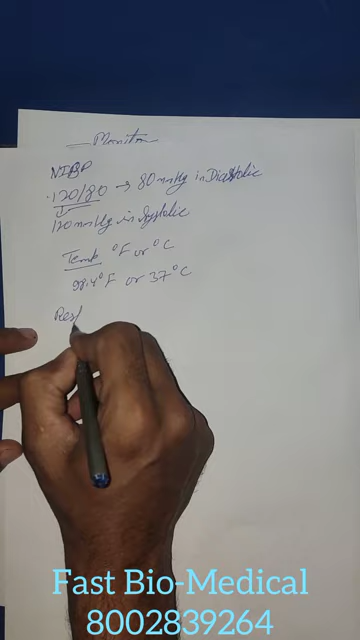 Monitor
NIBP
120/80 → 80 mmHg in Diastolic
120 mmHg in Systolic
Temp °F or °C
98.4°F or 37°C
Res
Fast Bio-Medical
8002839264